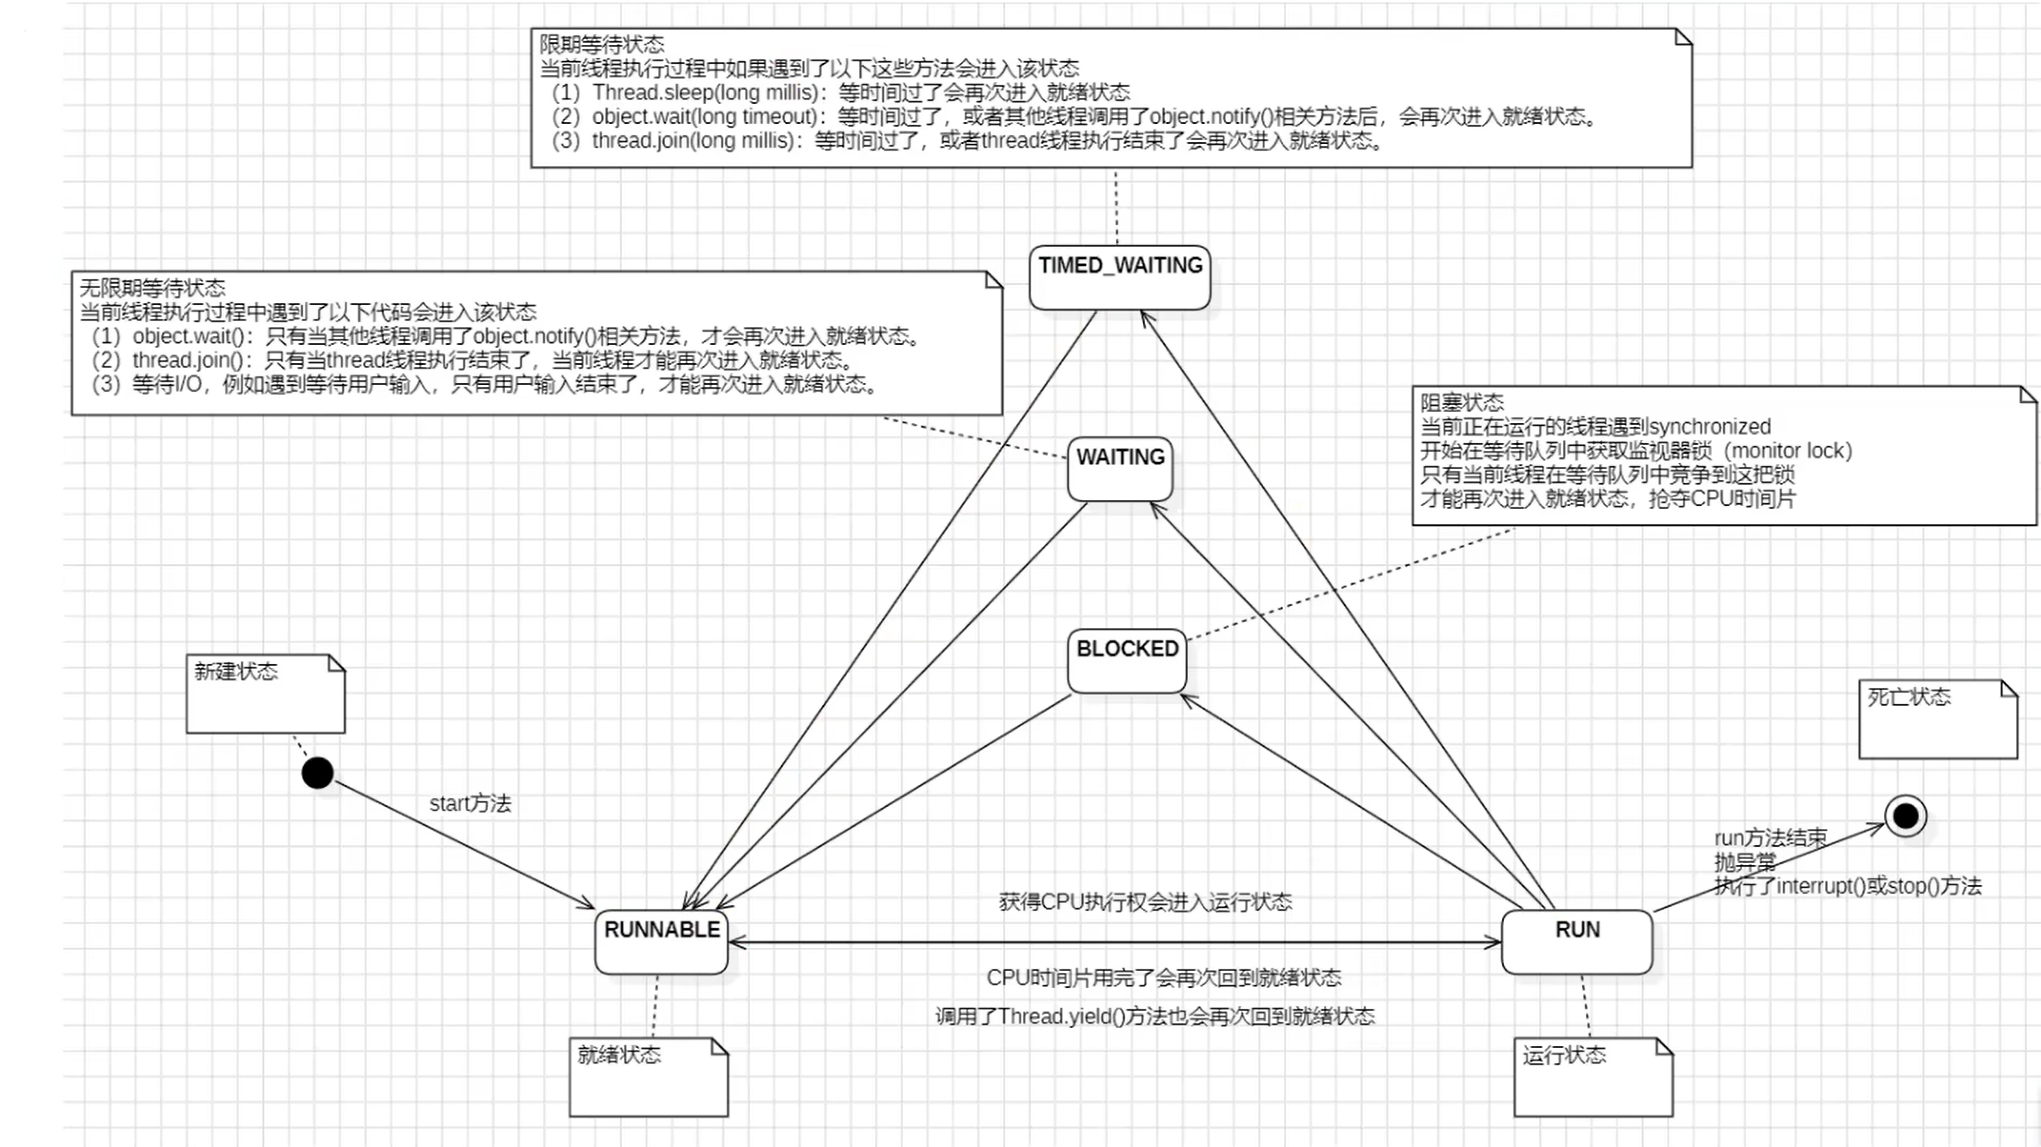 限期等待状态
当前线程执行过程中如果遇到了以下这些方法会进入该状态
（1）Thread.sleep(long millis)：等时间过了会再次进入就绪状态
（2）object.wait(long timeout)：等时间过了，或者其他线程调用了object.notify()相关方法后，会再次进入就绪状态。
（3）thread.join(long millis)：等时间过了，或者thread线程执行结束了会再次进入就绪状态。
TIMED_WAITING
无限期等待状态
当前线程执行过程中遇到了以下代码会进入该状态
（1）object.wait()：只有当其他线程调用了object.notify()相关方法，才会再次进入就绪状态。
（2）thread.join()：只有当thread线程执行结束了，当前线程才能再次进入就绪状态。
（3）等待I/O，例如遇到等待用户输入，只有用户输入结束了，才能再次进入就绪状态。
WAITING
阻塞状态
当前正在运行的线程遇到synchronized
开始在等待队列中获取监视器锁（monitor lock）
只有当前线程在等待队列中竞争到这把锁
才能再次进入就绪状态，抢夺CPU时间片
BLOCKED
新建状态
死亡状态
start方法
run方法结束
抛异常
执行了interrupt()或stop()方法
获得CPU执行权会进入运行状态
RUNNABLE
RUN
CPU时间片用完了会再次回到就绪状态
调用了Thread.yield()方法也会再次回到就绪状态
就绪状态
运行状态